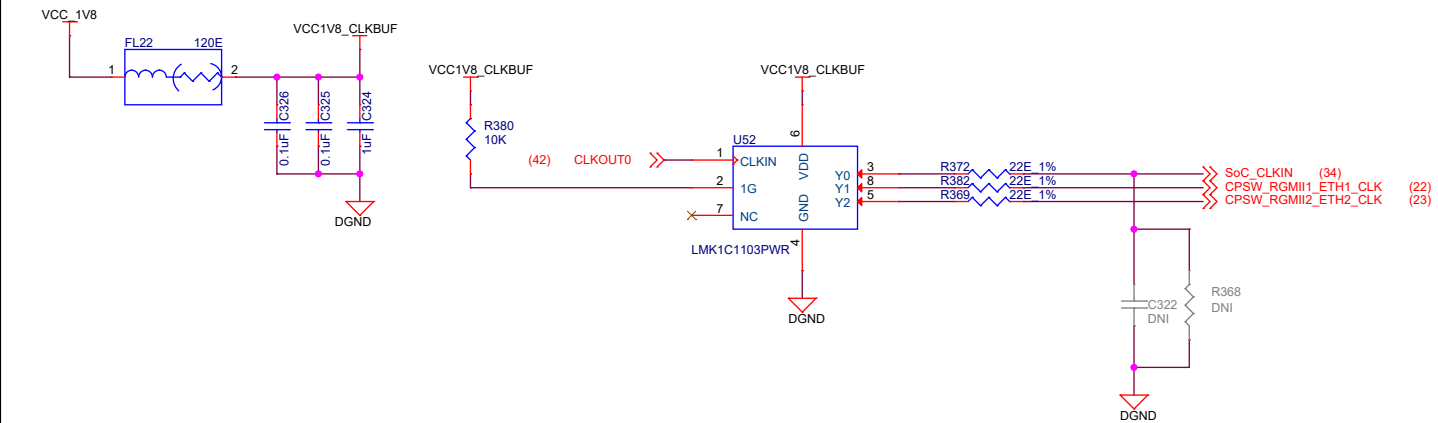 VCC_1V8
FL22 120E
VCC1V8_CLKBUF
1 2
C326
0.1uF
C325
0.1uF
C324
1uF
DGND
VCC1V8_CLKBUF
R380
10K
(42) CLKOUT0
VCC1V8_CLKBUF
6
U52
1 CLKIN
2 1G
7 NC
VDD
GND
Y0 3
Y1 8
Y2 5
4
LMK1C1103PWR
DGND
R372 22E_1%
R382 22E_1%
R369 22E_1%
SoC_CLKIN (34)
CPSW_RGMII1_ETH1_CLK (22)
CPSW_RGMII2_ETH2_CLK (23)
C322
DNI
R368
DNI
DGND